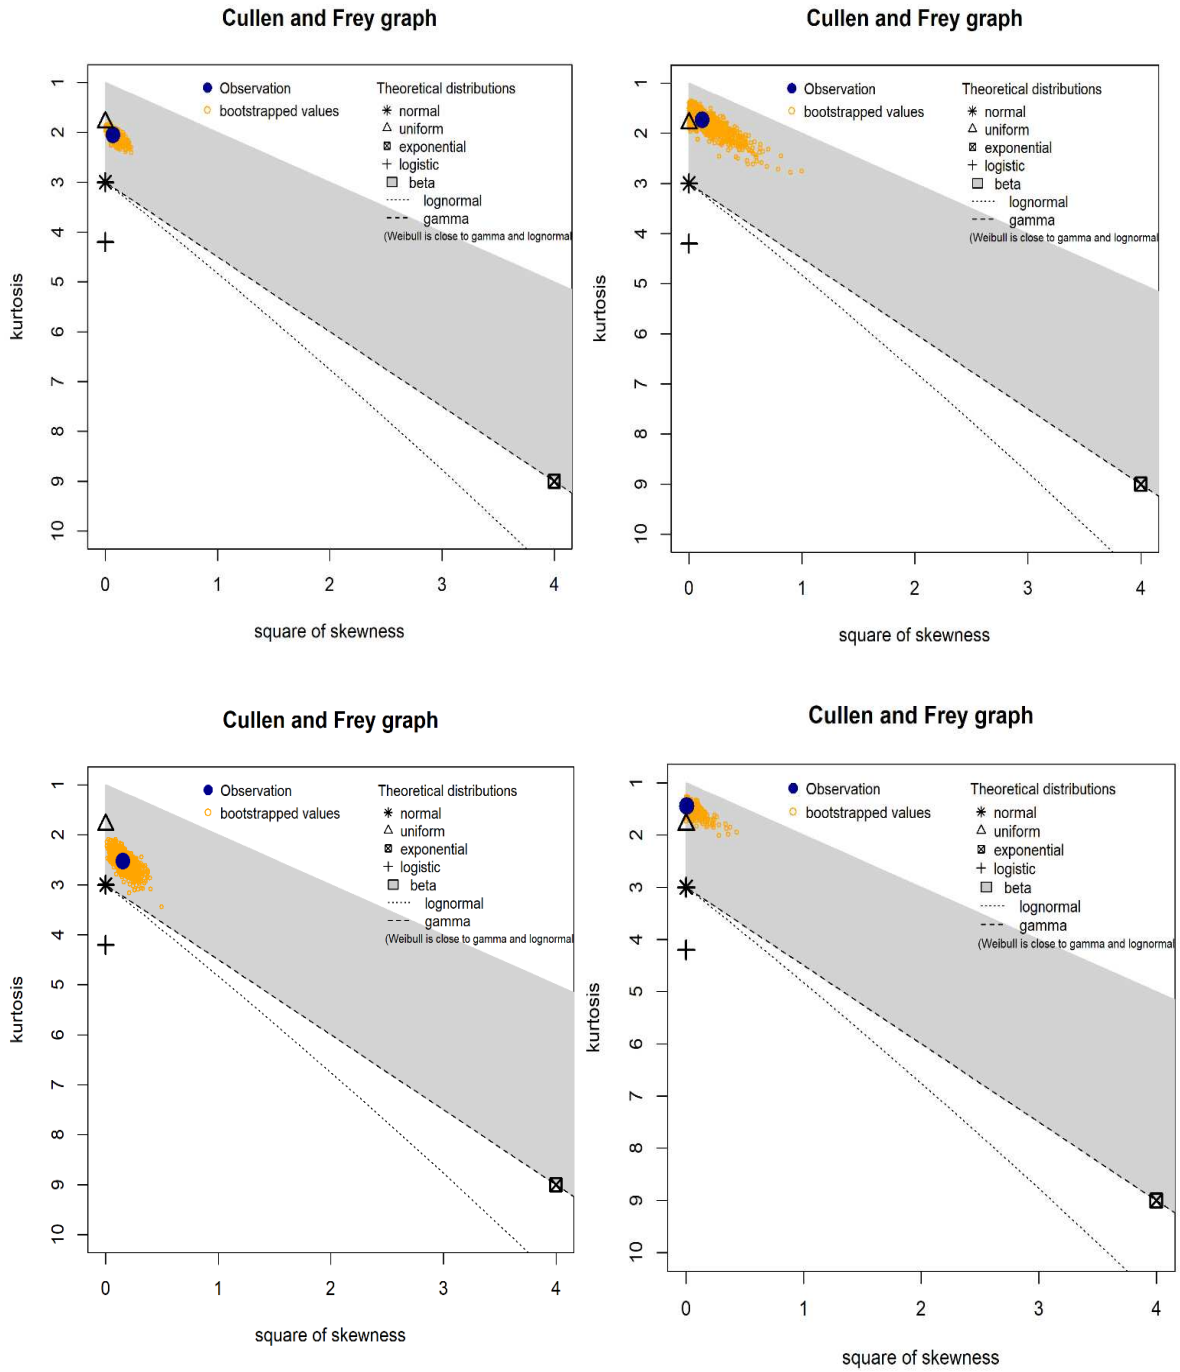 Cullen and Frey graph
Observation
bootstrapped values
Theoretical distributions
normal
uniform
exponential
logistic
beta
lognormal
gamma
(Weibull is close to gamma and lognormal
kurtosis
1
2
3
4
5
6
7
8
9
10
0 1 2 3 4
square of skewness
Cullen and Frey graph
Observation
bootstrapped values
Theoretical distributions
normal
uniform
exponential
logistic
beta
lognormal
gamma
(Weibull is close to gamma and lognormal
kurtosis
1
2
3
4
5
6
7
8
9
10
0 1 2 3 4
square of skewness
Cullen and Frey graph
Observation
bootstrapped values
Theoretical distributions
normal
uniform
exponential
logistic
beta
lognormal
gamma
(Weibull is close to gamma and lognormal
kurtosis
1
2
3
4
5
6
7
8
9
10
0 1 2 3 4
square of skewness
Cullen and Frey graph
Observation
bootstrapped values
Theoretical distributions
normal
uniform
exponential
logistic
beta
lognormal
gamma
(Weibull is close to gamma and lognormal
kurtosis
1
2
3
4
5
6
7
8
9
10
0 1 2 3 4
square of skewness